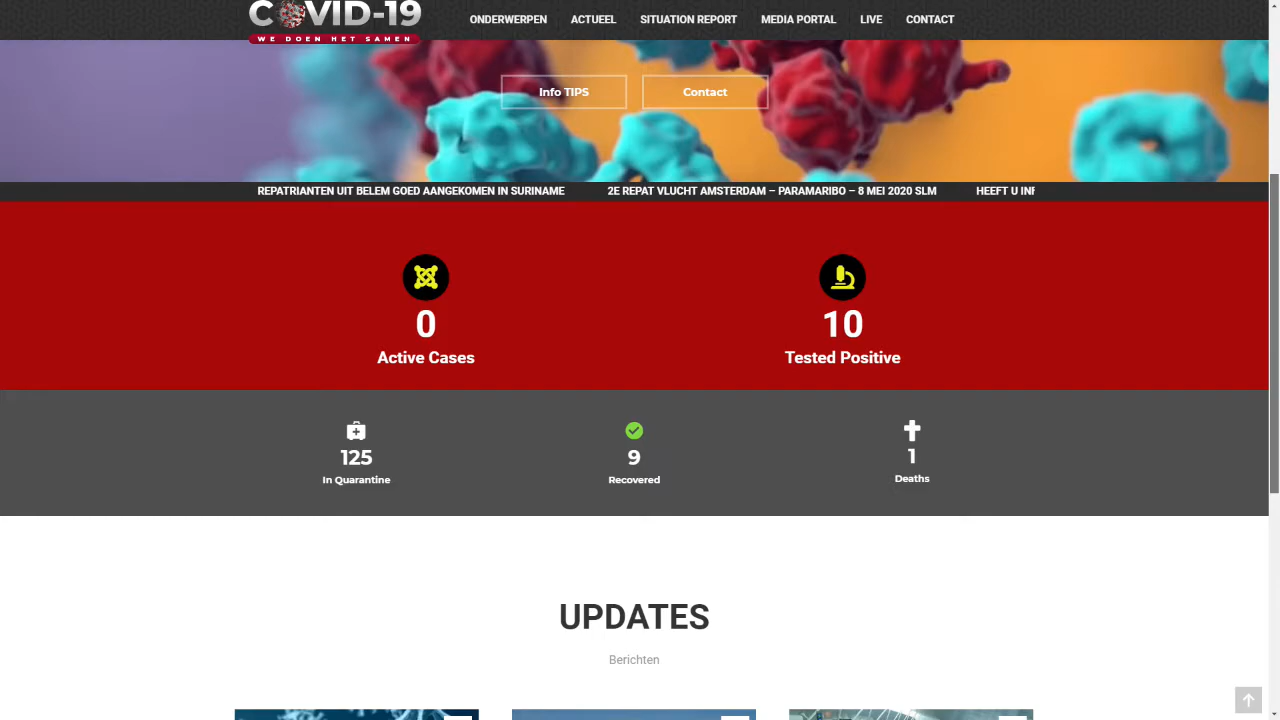 COVID-19
WE DOEN HET SAMEN
ONDERWERPEN ACTUEEL SITUATION REPORT MEDIA PORTAL LIVE CONTACT
Info TIPS Contact
REPATRIANTEN UIT BELEM GOED AANGEKOMEN IN SURINAME 2E REPAT VLUCHT AMSTERDAM – PARAMARIBO – 8 MEI 2020 SLM HEEFT U
0 10
Active Cases Tested Positive
125 9 1
In Quarantine Recovered Deaths
UPDATES
Berichten